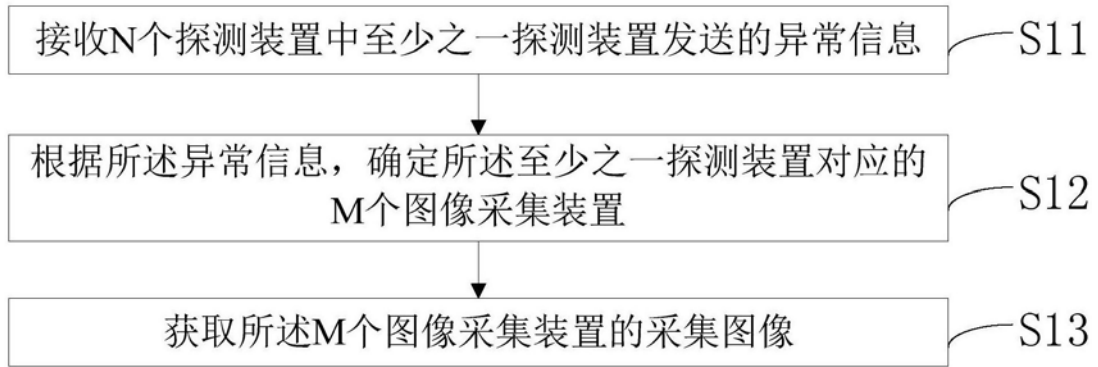 接收N个探测装置中至少之一探测装置发送的异常信息
S11
根据所述异常信息，确定所述至少之一探测装置对应的
M个图像采集装置
S12
获取所述M个图像采集装置的采集图像
S13